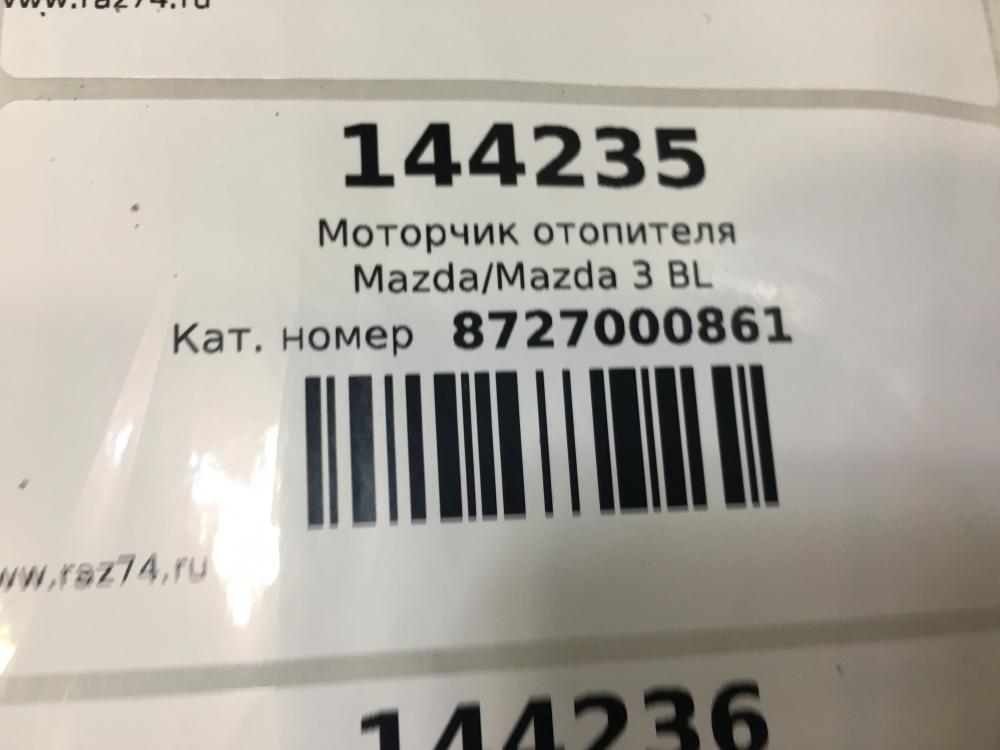 www.raz74.ru
144235
Моторчик отопителя
Mazda/Mazda 3 BL
Кат. номер 8727000861
www.raz74.ru
144236